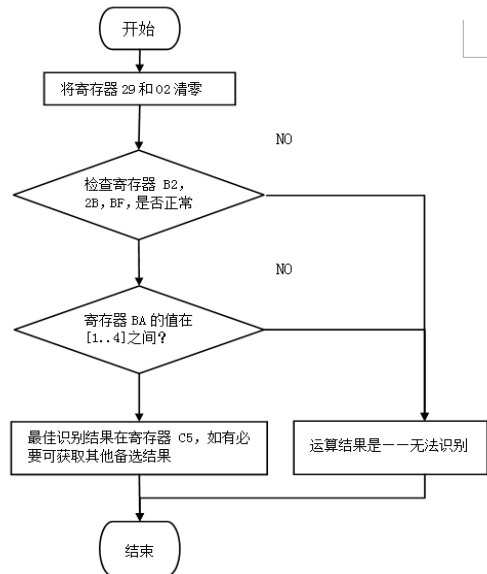 开始
将寄存器 29 和 02 清零
NO
检查寄存器 B2,
2B, BF, 是否正常
NO
寄存器 BA 的值在
[1..4]之间?
最佳识别结果在寄存器 C5, 如有必
要可获取其他备选结果
运算结果是——无法识别
结束